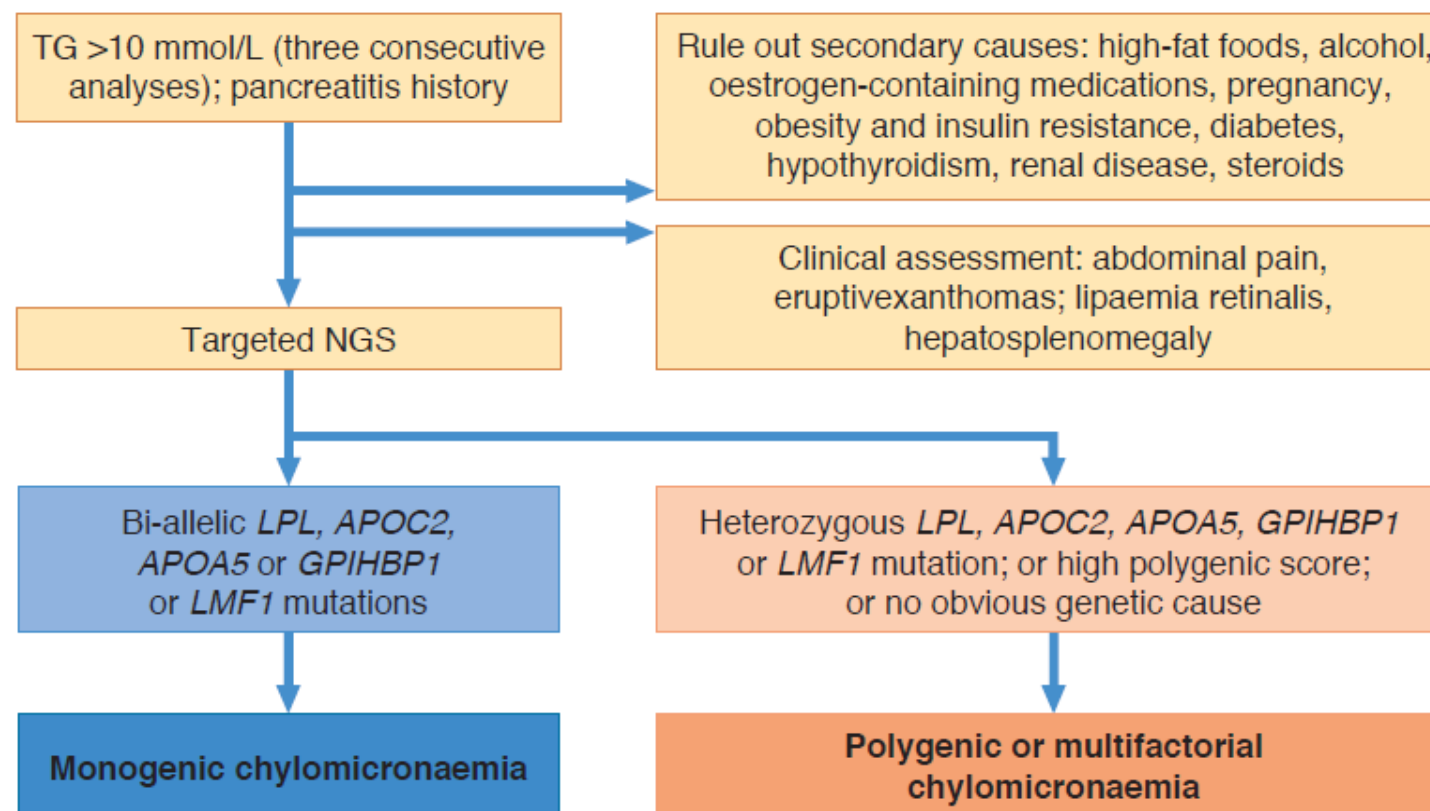 TG >10 mmol/L (three consecutive
analyses); pancreatitis history
Rule out secondary causes: high-fat foods, alcohol,
oestrogen-containing medications, pregnancy,
obesity and insulin resistance, diabetes,
hypothyroidism, renal disease, steroids
Clinical assessment: abdominal pain,
eruptivexanthomas; lipaemia retinalis,
hepatosplenomegaly
Targeted NGS
Bi-allelic LPL, APOC2,
APOA5 or GPIHBP1
or LMF1 mutations
Heterozygous LPL, APOC2, APOA5, GPIHBP1
or LMF1 mutation; or high polygenic score;
or no obvious genetic cause
Monogenic chylomicronaemia
Polygenic or multifactorial
chylomicronaemia